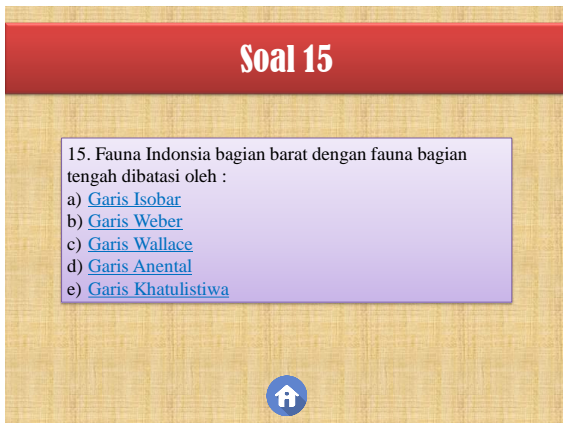 Soal 15
15. Fauna Indonsia bagian barat dengan fauna bagian
tengah dibatasi oleh :
a) Garis Isobar
b) Garis Weber
c) Garis Wallace
d) Garis Anental
e) Garis Khatulistiwa